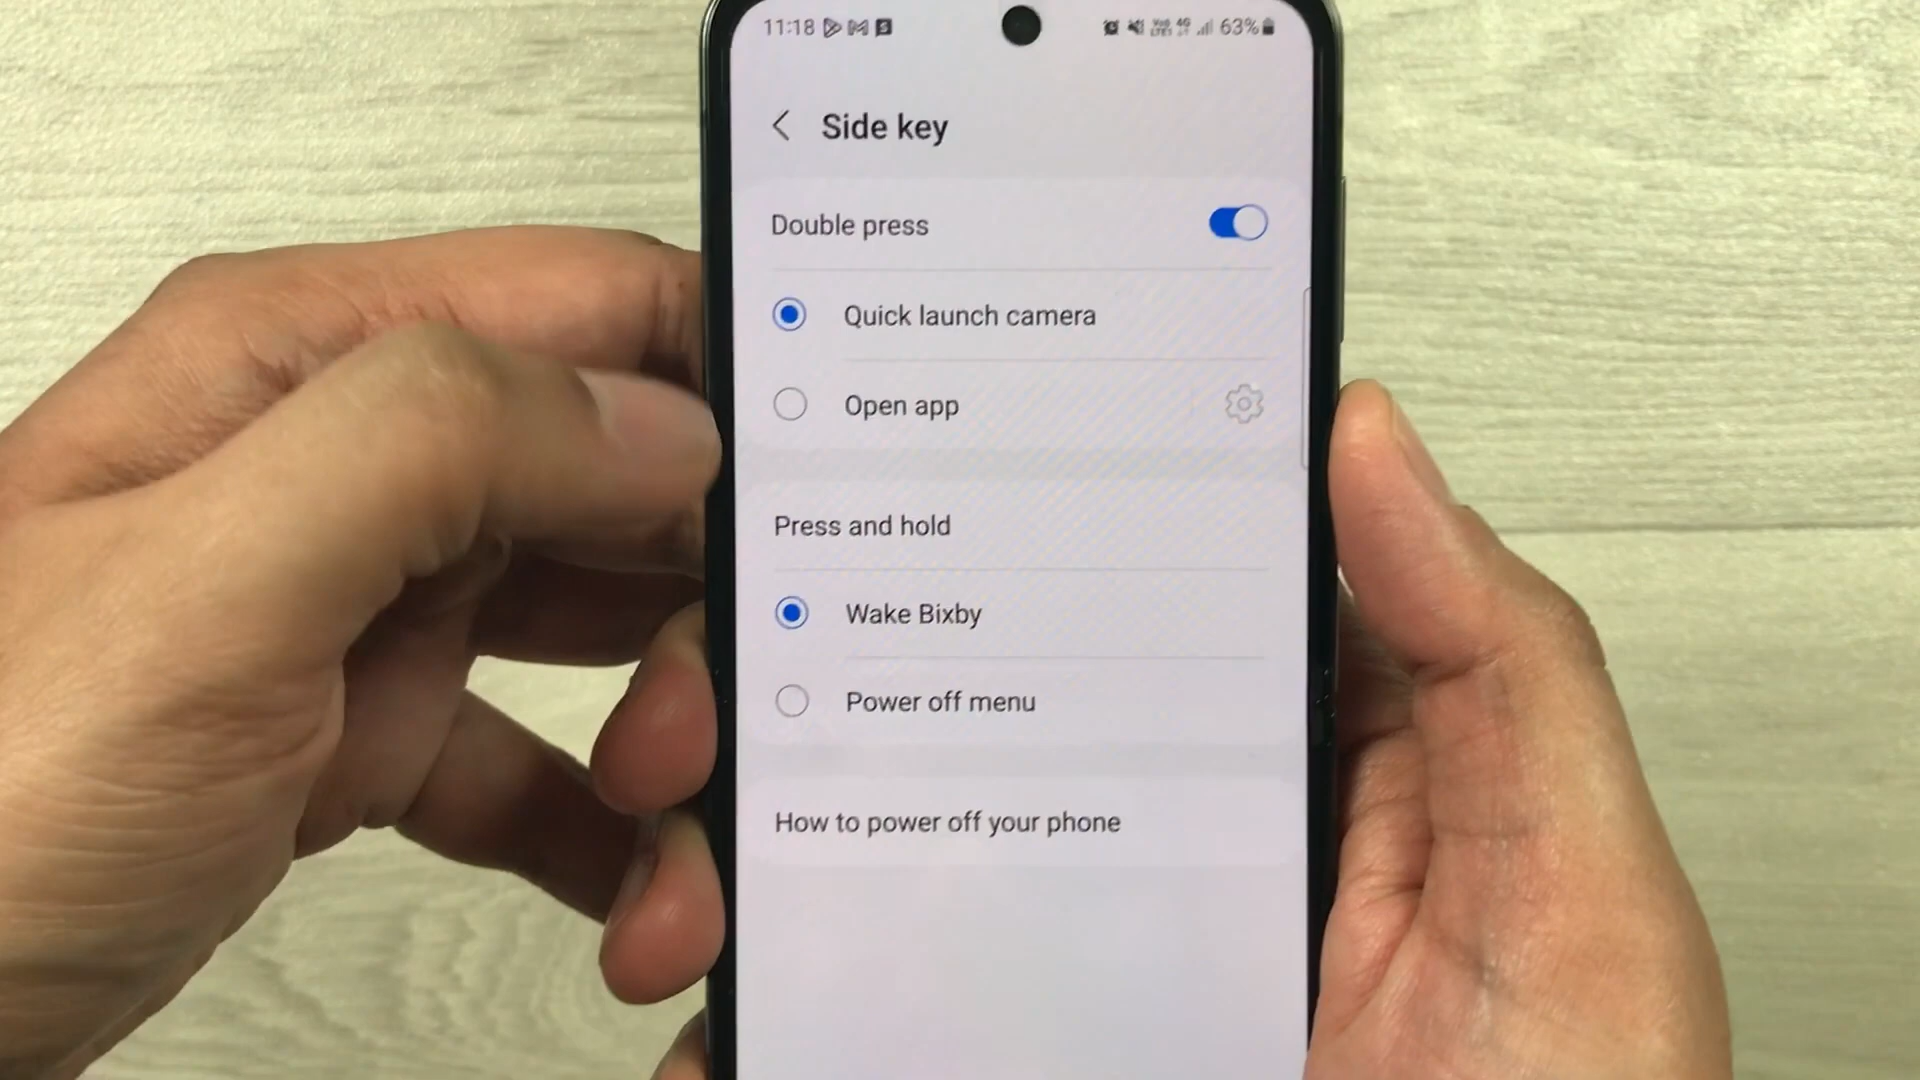 11:18 63%
Side key
Double press
Quick launch camera
Open app
Press and hold
Wake Bixby
Power off menu
How to power off your phone